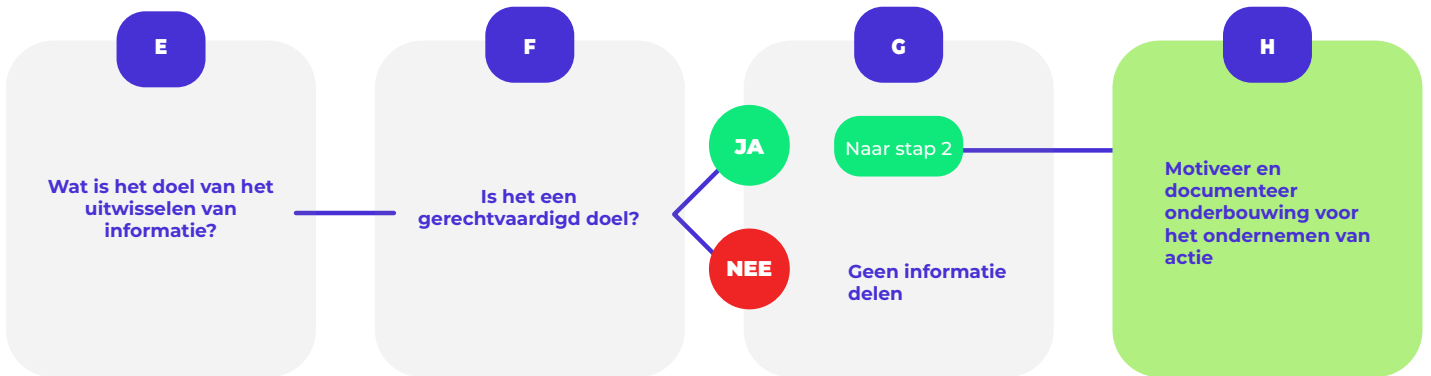 E
Wat is het doel van het
uitwisselen van
informatie?
F
Is het een
gerechtvaardigd doel?
G
JA
Naar stap 2
NEE
Geen informatie
delen
H
Motiveer en
documenteer
onderbouwing voor
het ondernemen van
actie